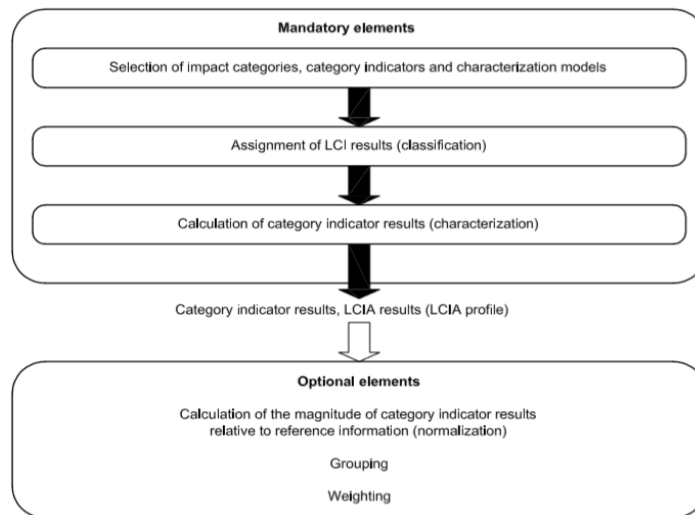 Mandatory elements
Selection of impact categories, category indicators and characterization models
Assignment of LCI results (classification)
Calculation of category indicator results (characterization)
Category indicator results, LCIA results (LCIA profile)
Optional elements
Calculation of the magnitude of category indicator results
relative to reference information (normalization)
Grouping
Weighting